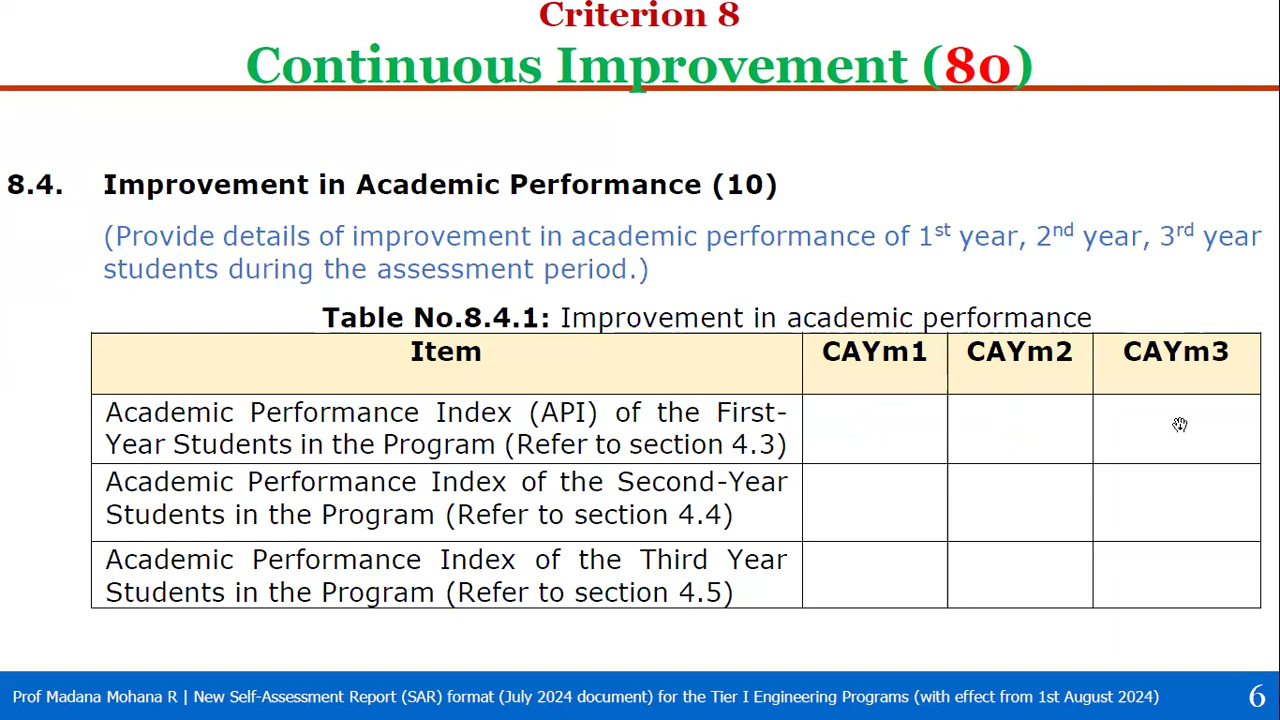 Criterion 8
Continuous Improvement (80)
8.4. Improvement in Academic Performance (10)
(Provide details of improvement in academic performance of 1st year, 2nd year, 3rd year
students during the assessment period.)
Table No.8.4.1: Improvement in academic performance
Item CAYm1 CAYm2 CAYm3
Academic Performance Index (API) of the First-
Year Students in the Program (Refer to section 4.3)
Academic Performance Index of the Second-Year
Students in the Program (Refer to section 4.4)
Academic Performance Index of the Third Year
Students in the Program (Refer to section 4.5)
Prof Madana Mohana R | New Self-Assessment Report (SAR) format (July 2024 document) for the Tier I Engineering Programs (with effect from 1st August 2024) 6